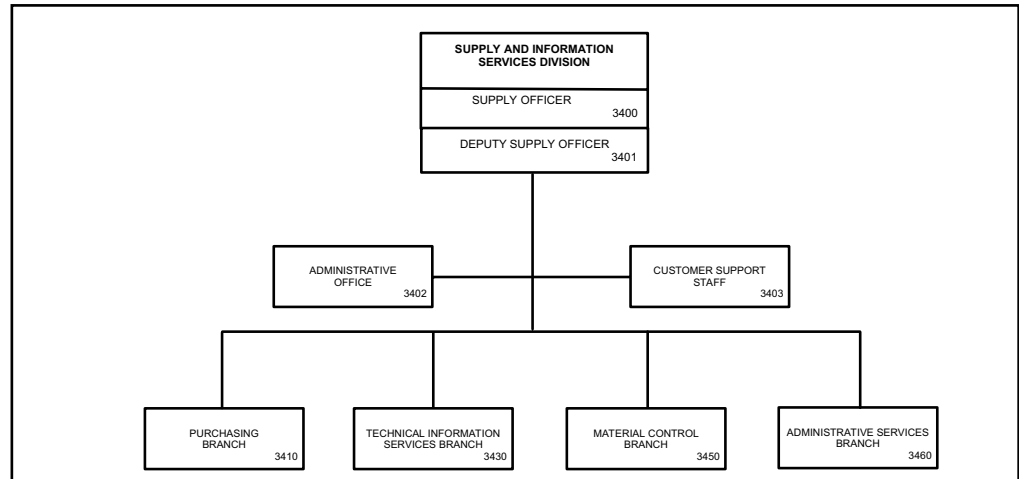 SUPPLY AND INFORMATION
SERVICES DIVISION
SUPPLY OFFICER
3400
DEPUTY SUPPLY OFFICER
3401
ADMINISTRATIVE
OFFICE
3402
CUSTOMER SUPPORT
STAFF
3403
PURCHASING
BRANCH
3410
TECHNICAL INFORMATION
SERVICES BRANCH
3430
MATERIAL CONTROL
BRANCH
3450
ADMINISTRATIVE SERVICES
BRANCH
3460